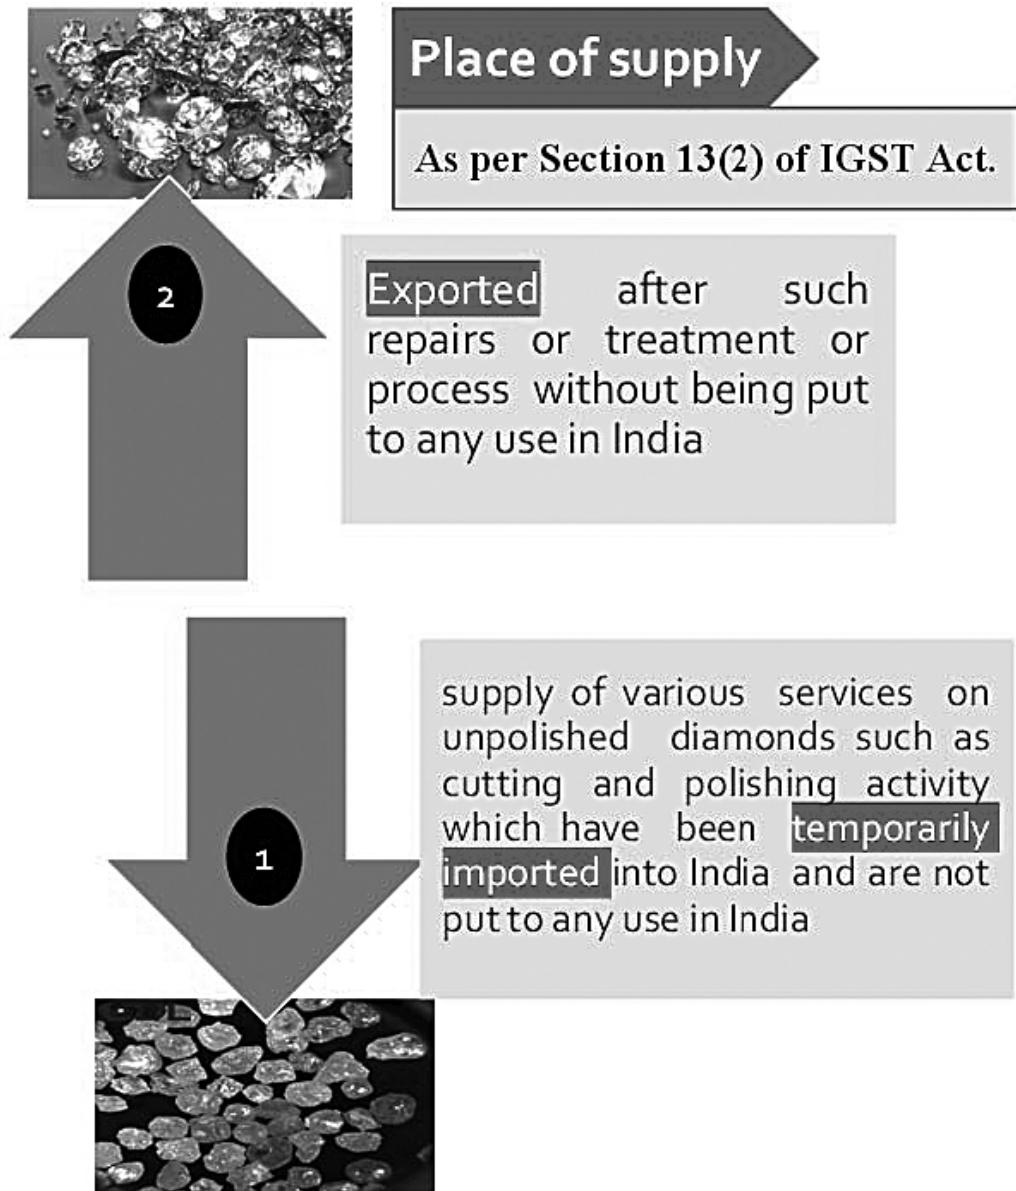 Place of supply
As per Section 13(2) of IGST Act.
2
Exported after such
repairs or treatment or
process without being put
to any use in India
supply of various services on
unpolished diamonds such as
cutting and polishing activity
which have been temporarily
imported into India and are not
put to any use in India
1